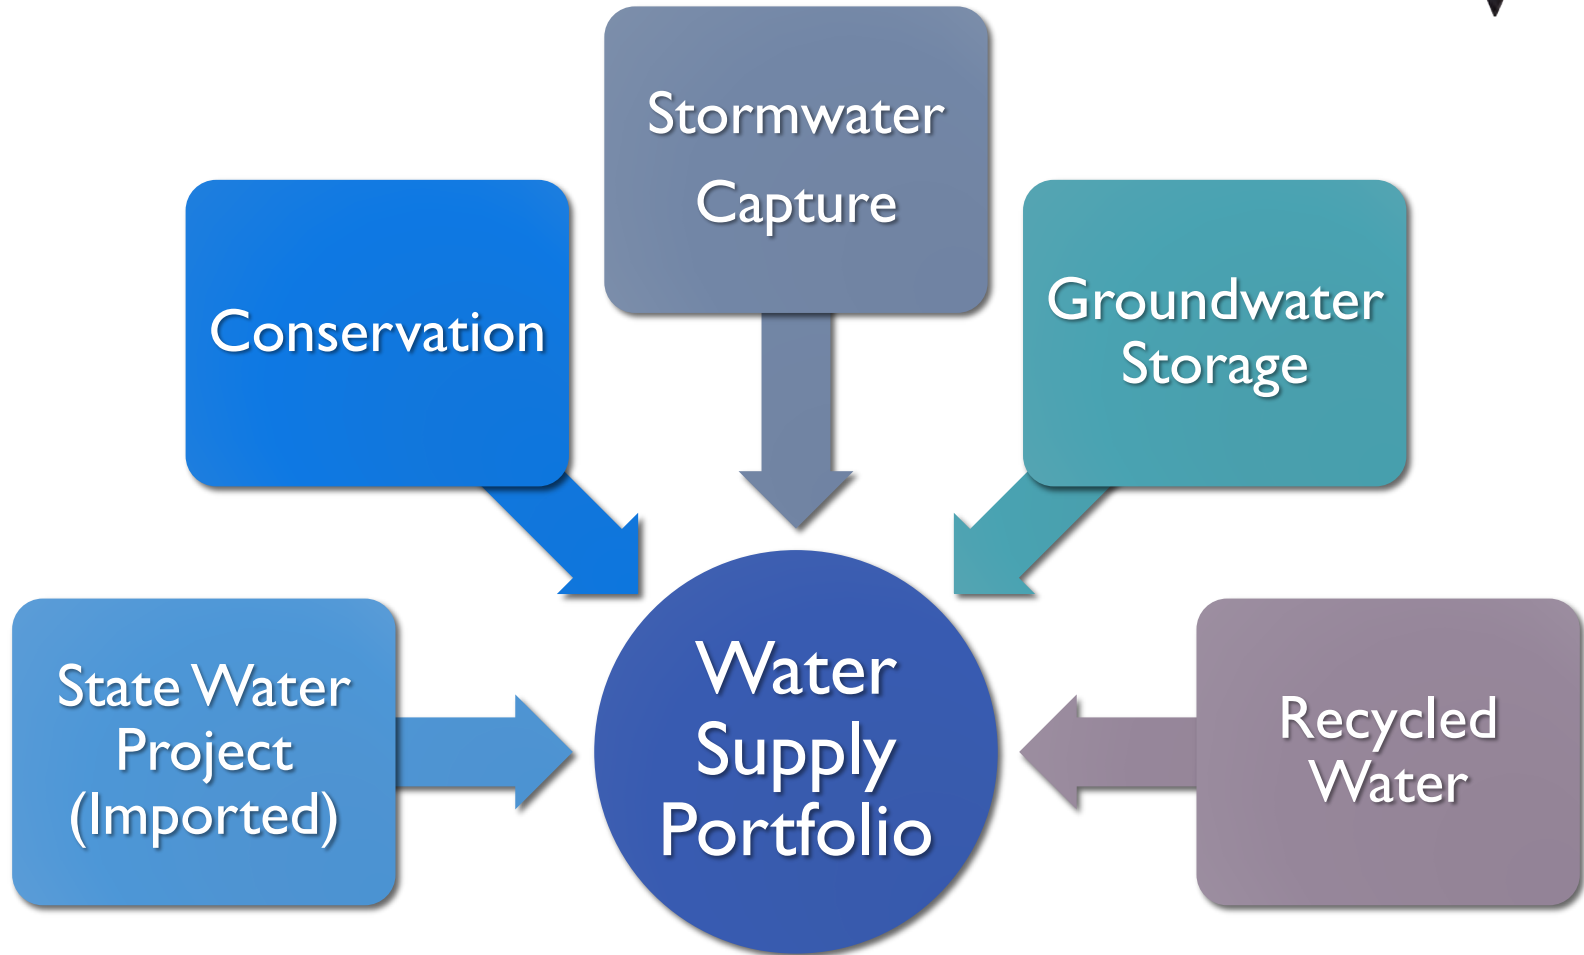 Stormwater
Capture
Conservation
Groundwater
Storage
State Water
Project
(Imported)
Water
Supply
Portfolio
Recycled
Water